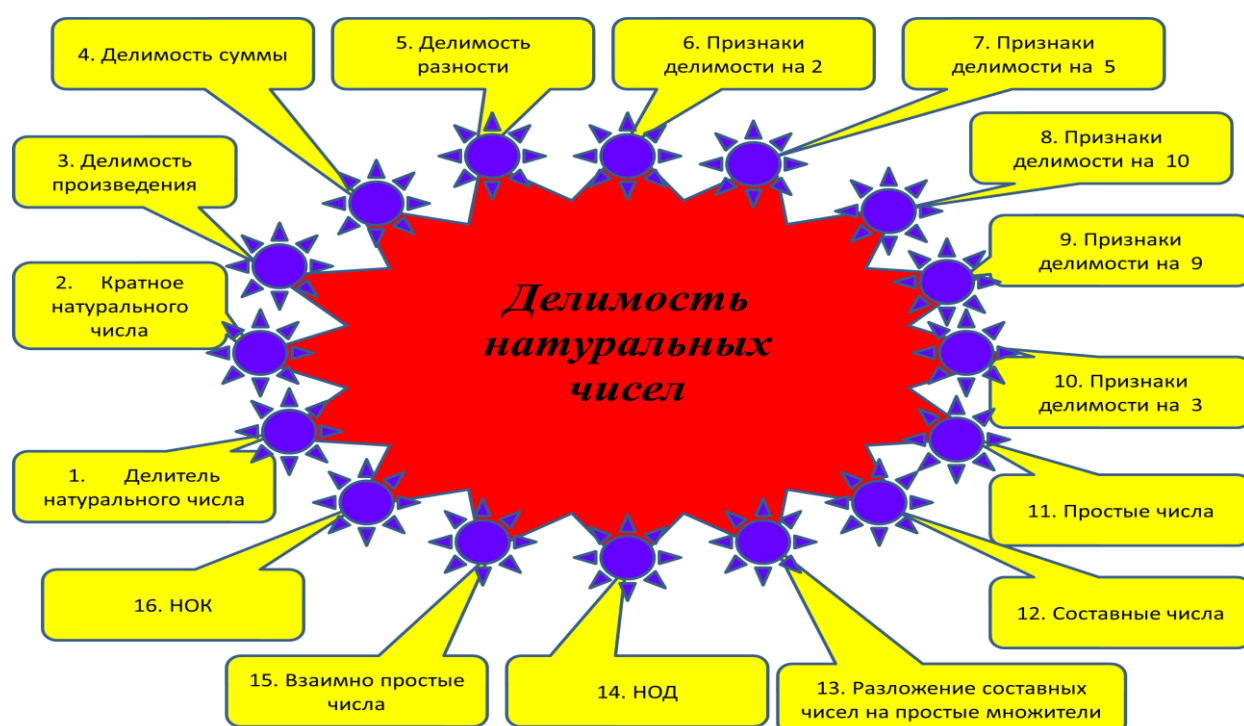 Делимость
натуральных
чисел
1. Делитель
натурального числа
2. Кратное
натурального
числа
3. Делимость
произведения
4. Делимость суммы
5. Делимость
разности
6. Признаки
делимости на 2
7. Признаки
делимости на 5
8. Признаки
делимости на 10
9. Признаки
делимости на 9
10. Признаки
делимости на 3
11. Простые числа
12. Составные числа
13. Разложение составных
чисел на простые множители
14. НОД
15. Взаимно простые
числа
16. НОК